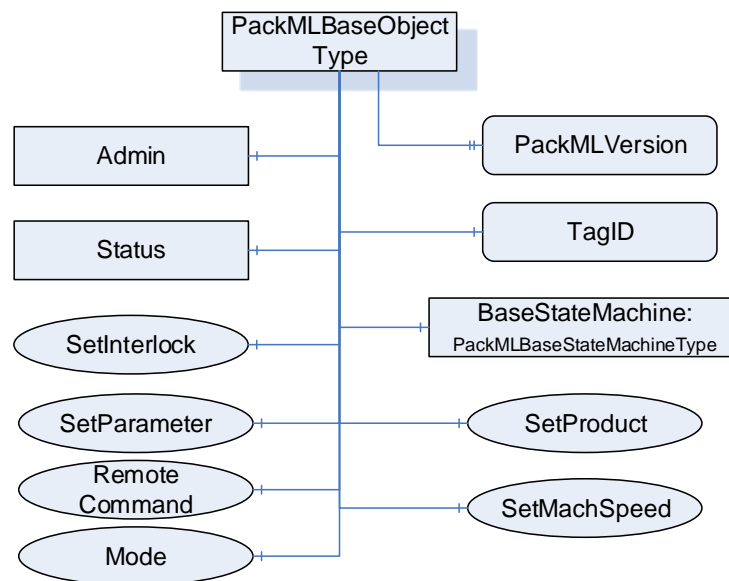 PackMLBaseObject
Type
Admin
PackMLVersion
Status
TagID
SetInterlock
BaseStateMachine:
PackMLBaseStateMachineType
SetParameter
SetProduct
Remote
Command
SetMachSpeed
Mode